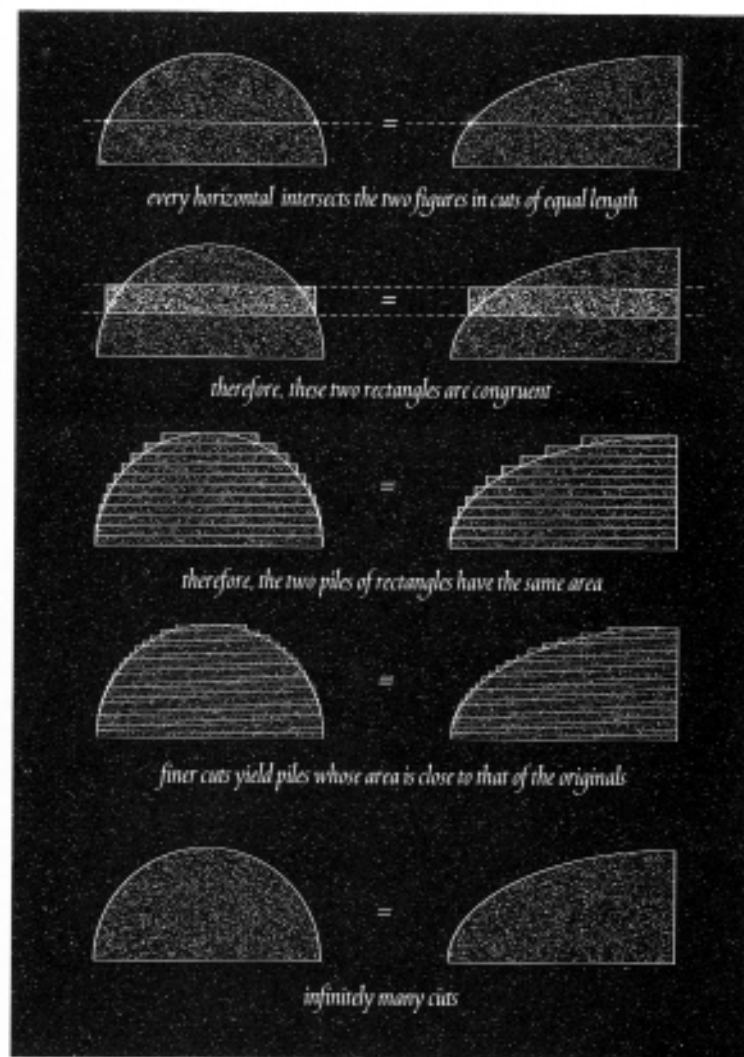 =
every horizontal intersects the two figures in cuts of equal length
=
therefore, these two rectangles are congruent
=
therefore, the two piles of rectangles have the same area
=
finer cuts yield piles whose area is close to that of the originals
=
infinitely many cuts